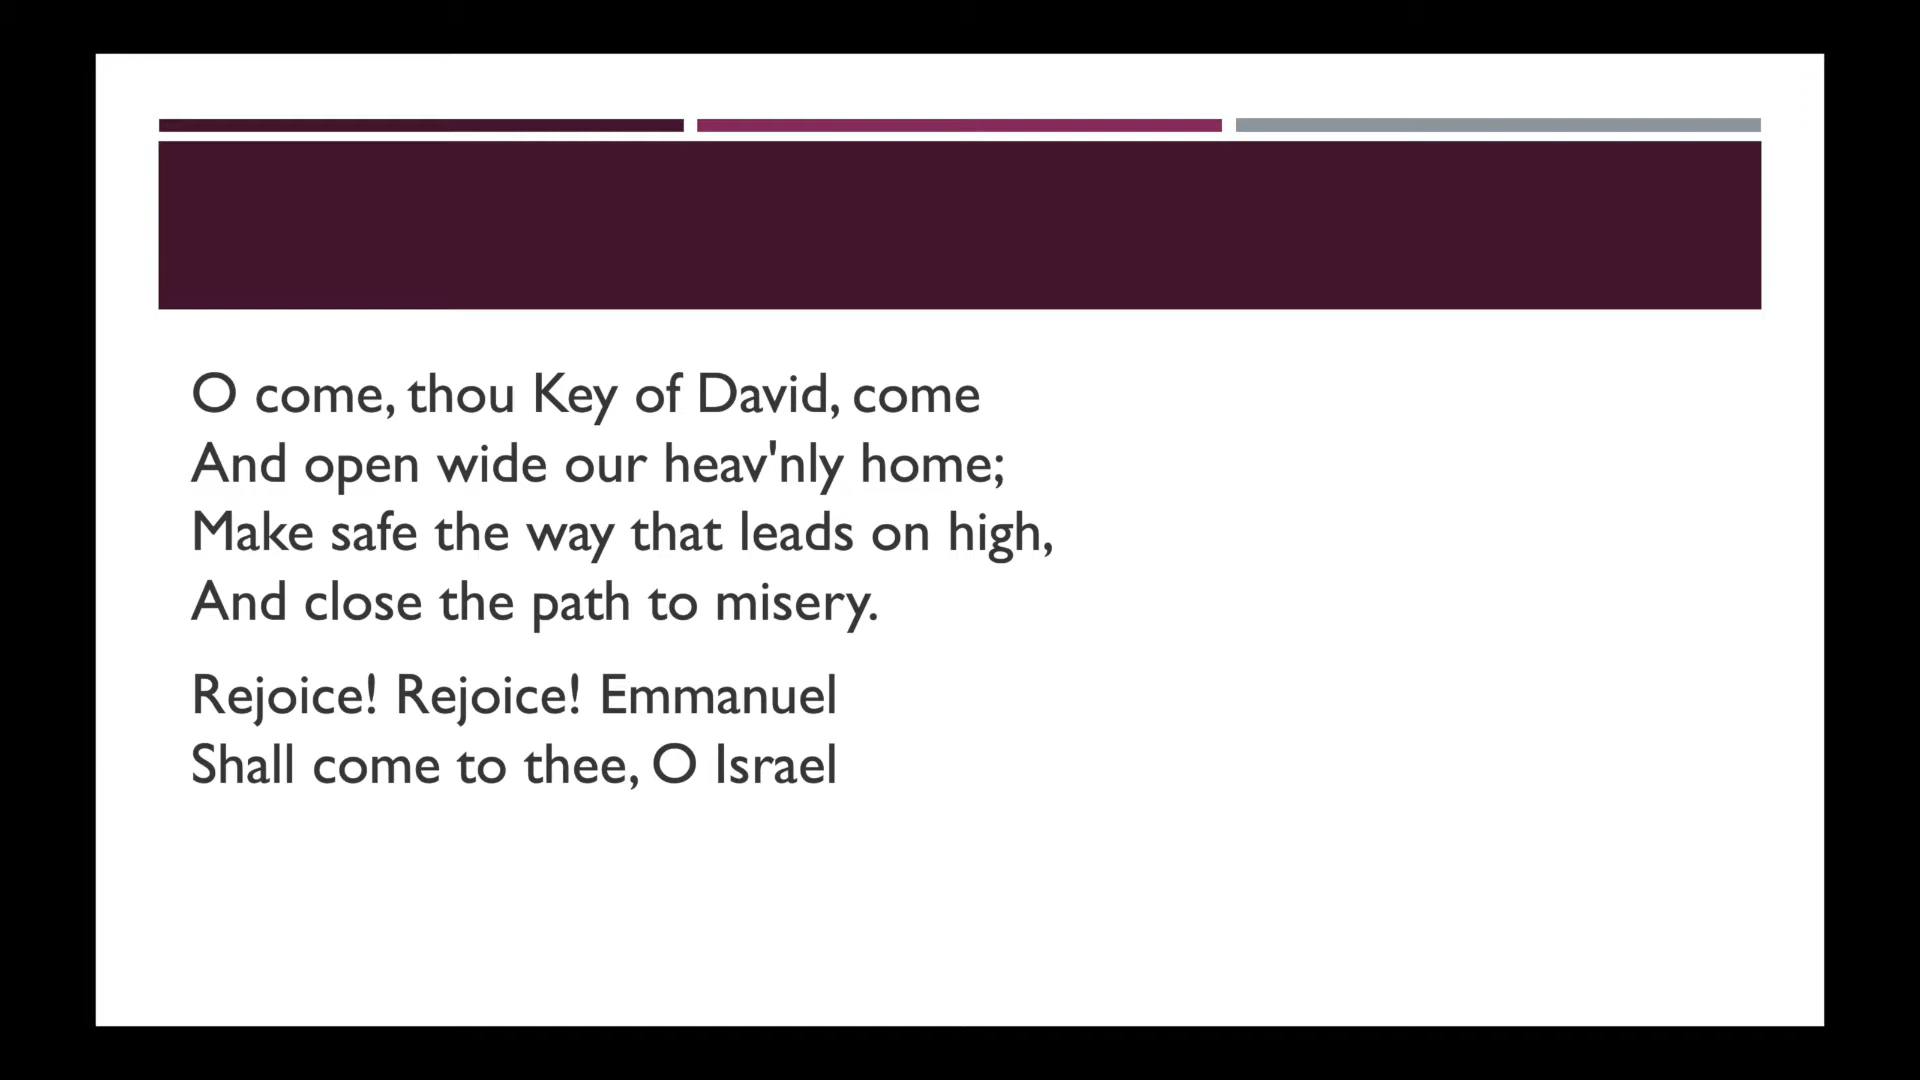 O come, thou Key of David, come
And open wide our heav'nly home;
Make safe the way that leads on high,
And close the path to misery.
Rejoice! Rejoice! Emmanuel
Shall come to thee, O Israel